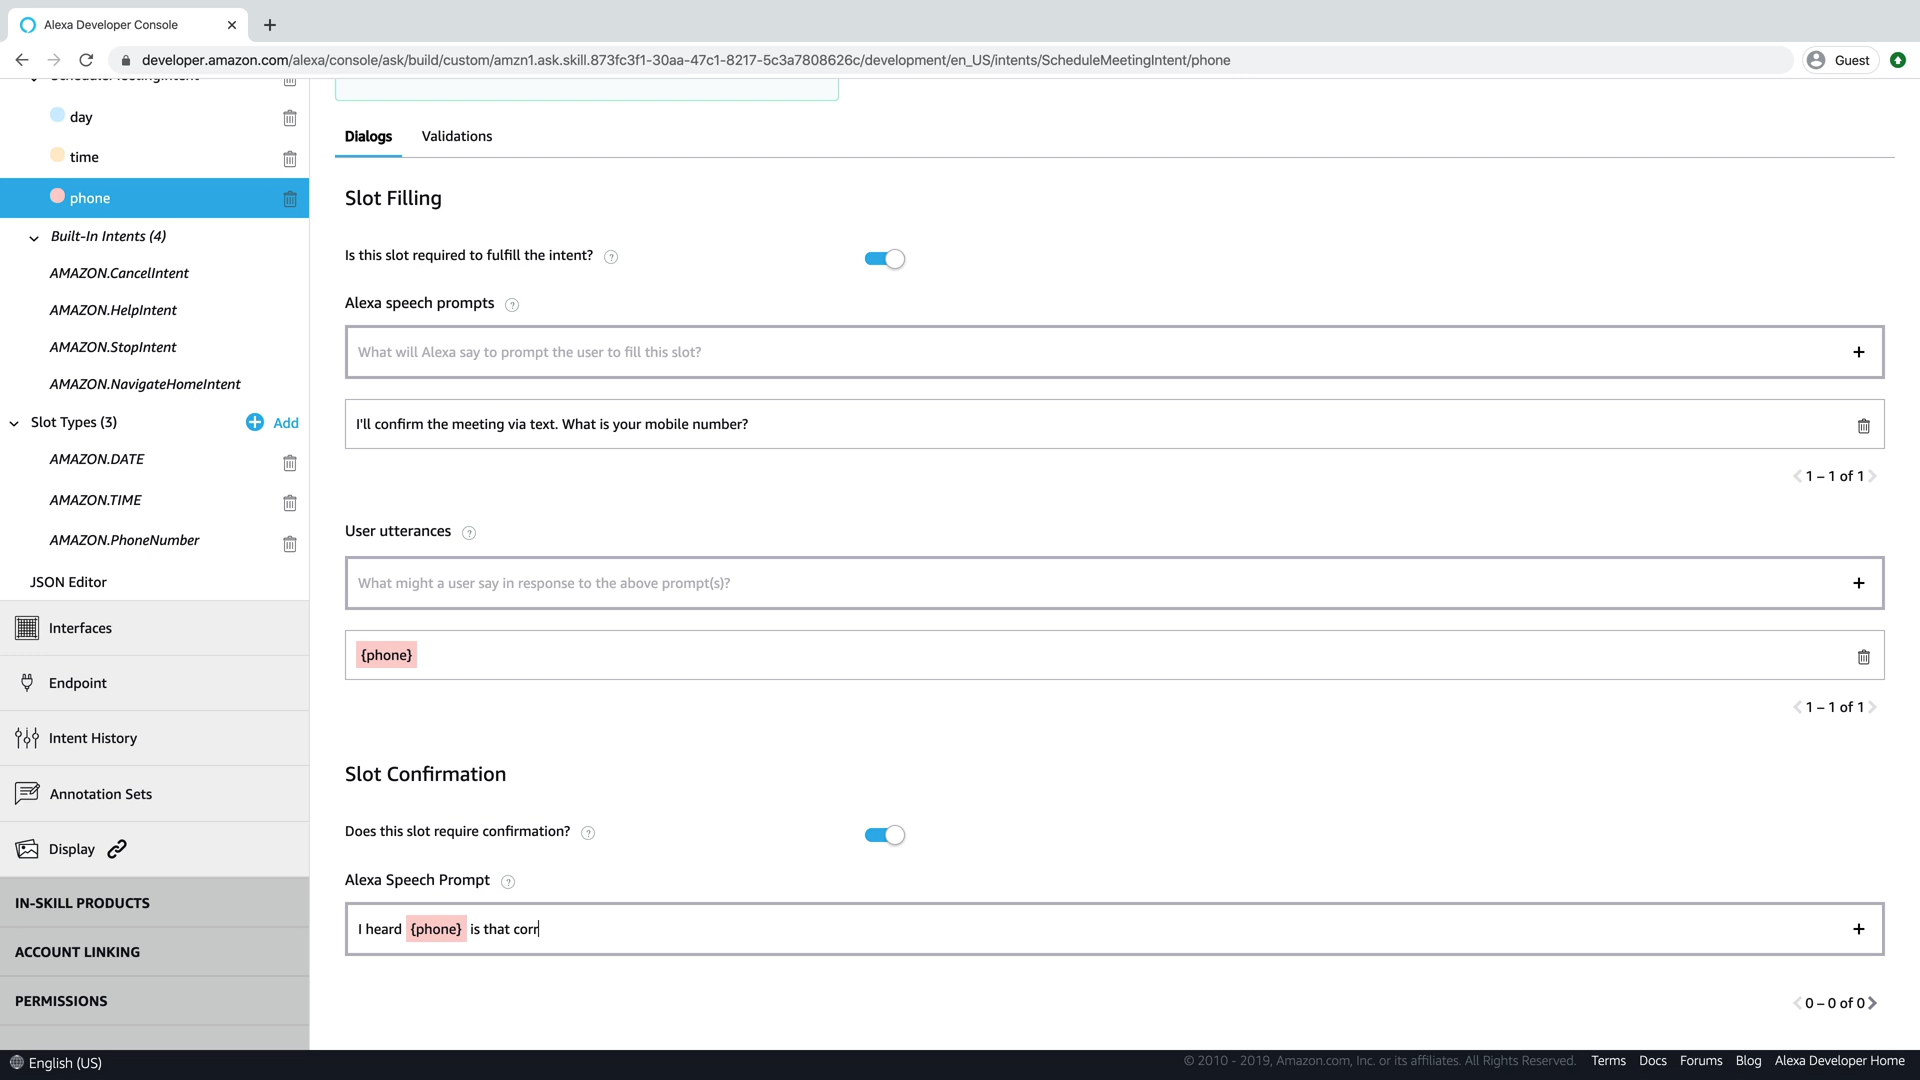 Alexa Developer Console
developer.amazon.com/alexa/console/ask/build/custom/amzn1.ask.skill.873fc3f1-30aa-47c1-8217-5c3a7808626c/development/en_US/intents/ScheduleMeetingIntent/phone
Guest
ScheduleMeetingIntent
day
time
phone
Built-In Intents (4)
AMAZON.CancelIntent
AMAZON.HelpIntent
AMAZON.StopIntent
AMAZON.NavigateHomeIntent
Slot Types (3)
Add
AMAZON.DATE
AMAZON.TIME
AMAZON.PhoneNumber
JSON Editor
Interfaces
Endpoint
Intent History
Annotation Sets
Display
IN-SKILL PRODUCTS
ACCOUNT LINKING
PERMISSIONS
Dialogs Validations
Slot Filling
Is this slot required to fulfill the intent? ?
Alexa speech prompts ?
What will Alexa say to prompt the user to fill this slot? +
I'll confirm the meeting via text. What is your mobile number?
1 – 1 of 1
User utterances ?
What might a user say in response to the above prompt(s)? +
{phone}
1 – 1 of 1
Slot Confirmation
Does this slot require confirmation? ?
Alexa Speech Prompt ?
I heard {phone} is that corr +
0 – 0 of 0
English (US)
© 2010 - 2019, Amazon.com, Inc. or its affiliates. All Rights Reserved. Terms Docs Forums Blog Alexa Developer Home